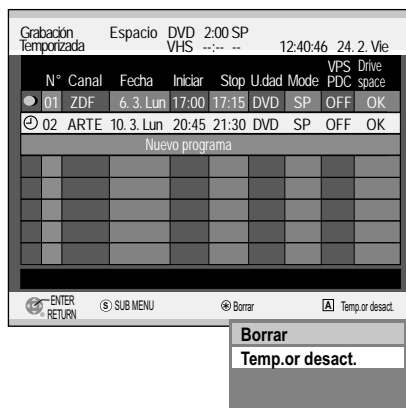 Grabación Temporizada Espacio DVD 2:00 SP
VHS --:-- -- 12:40:46 24. 2. Vie
N° Canal Fecha Iniciar Stop U.dad Mode VPS PDC Drive space
01 ZDF 6. 3. Lun 17:00 17:15 DVD SP OFF OK
02 ARTE 10. 3. Lun 20:45 21:30 DVD SP OFF OK
Nuevo programa
ENTER RETURN S SUB MENU Borrar A Temp.or desact.
Borrar
Temp.or desact.